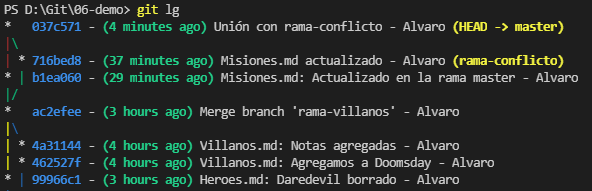 PS D:\Git\06-demo> git lg
*   037c571 - (4 minutes ago) Unión con rama-conflicto - Alvaro (HEAD -> master)
|\
| * 716bed8 - (37 minutes ago) Misiones.md actualizado - Alvaro (rama-conflicto)
* | b1ea060 - (29 minutes ago) Misiones.md: Actualizado en la rama master - Alvaro
|/
*   ac2efee - (3 hours ago) Merge branch 'rama-villanos' - Alvaro
|\
| * 4a31144 - (4 hours ago) Villanos.md: Notas agregadas - Alvaro
| * 462527f - (4 hours ago) Villanos.md: Agregamos a Doomsday - Alvaro
* | 99966c1 - (3 hours ago) Heroes.md: Daredevil borrado - Alvaro